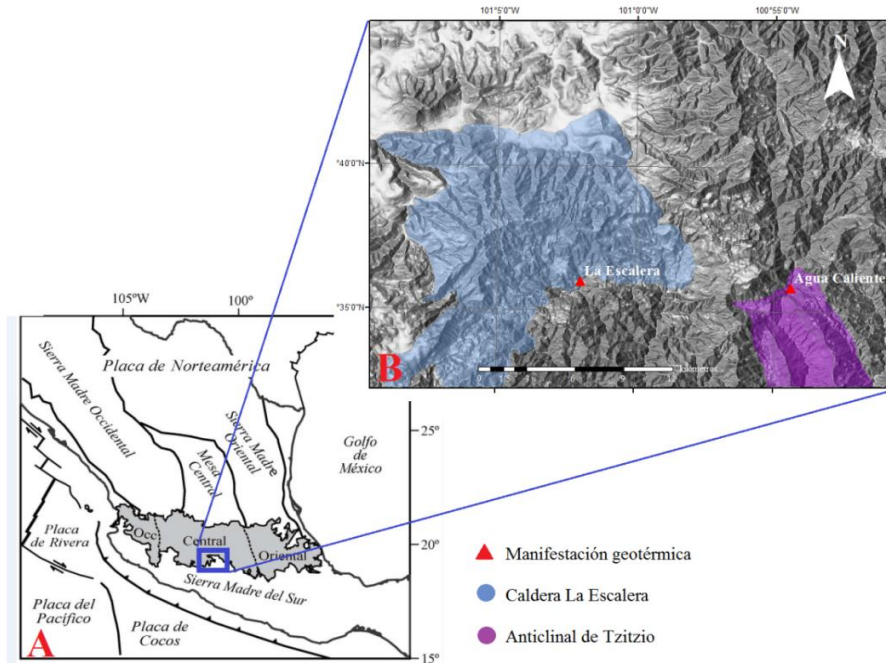 101°5'0"W
101°0'0"W
100°55'0"W
N
°40'0"N
La Escalera
Agua Caliente
°35'0"N
B
kilómetros
105°W
100°
Placa de Norteamérica
Sierra Madre Occidental
Sierra Madre
Oriental
Mesa
Central
Golfo
de
México
25°
Placa
de Rivera
Occ
Central
Oriental
20°
Sierra Madre del Sur
Placa del
Pacífico
Placa de
Cocos
A
15°
Manifestación geotérmica
Caldera La Escalera
Anticlinal de Tzitzio